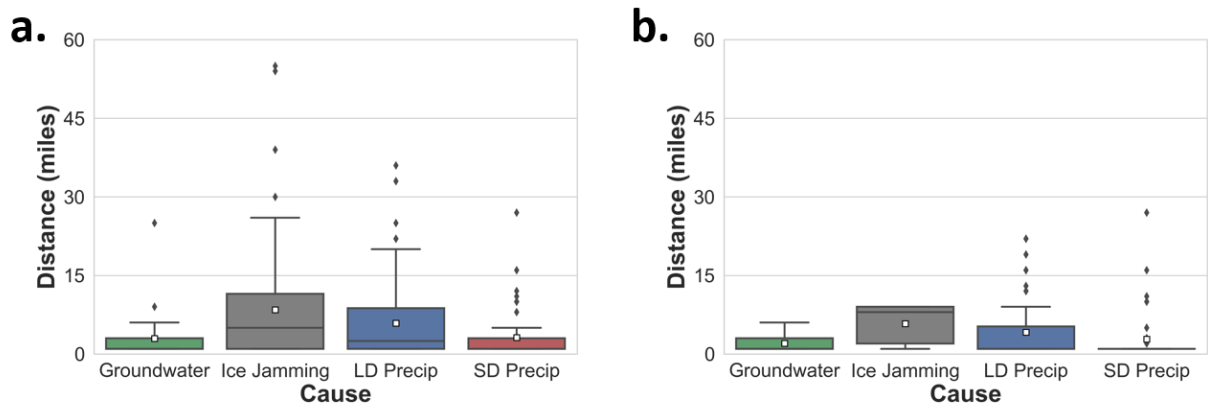 a.
Distance (miles)
60
45
30
15
0
Groundwater Ice Jamming LD Precip SD Precip
Cause
b.
Distance (miles)
60
45
30
15
0
Groundwater Ice Jamming LD Precip SD Precip
Cause